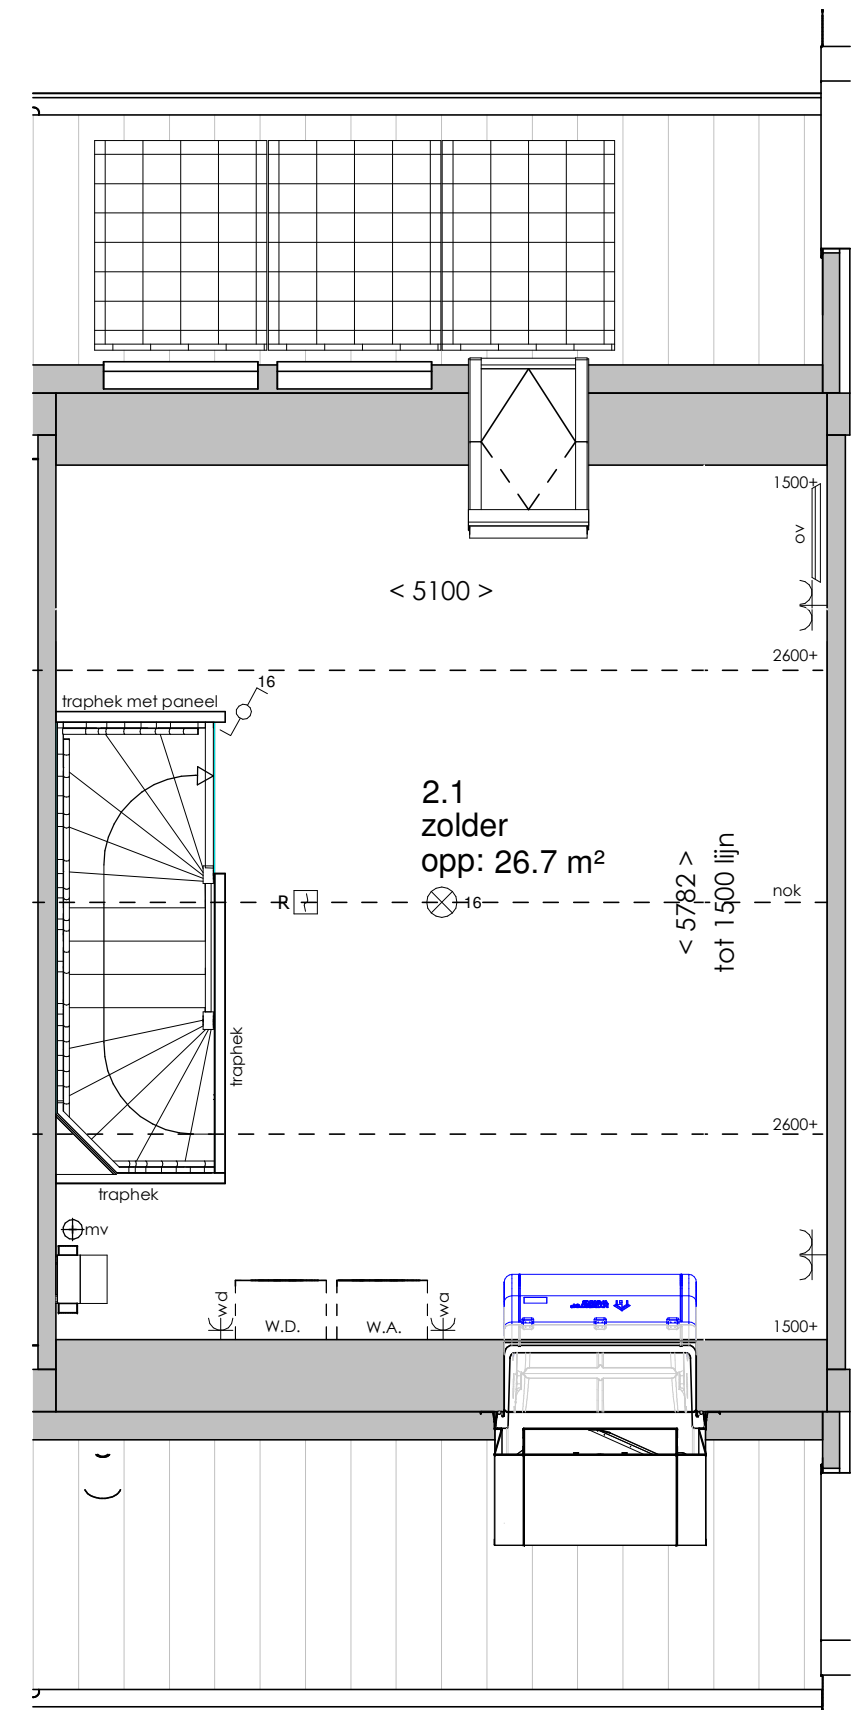 1500+
ov
< 5100 >
2600+
traphek met paneel
16
2.1
zolder
opp: 26.7 m²
< 5782 >
tot 1500 lijn
nok
R
16
traphek
2600+
traphek
mv
wd
W.D.
W.A.
wa
1500+